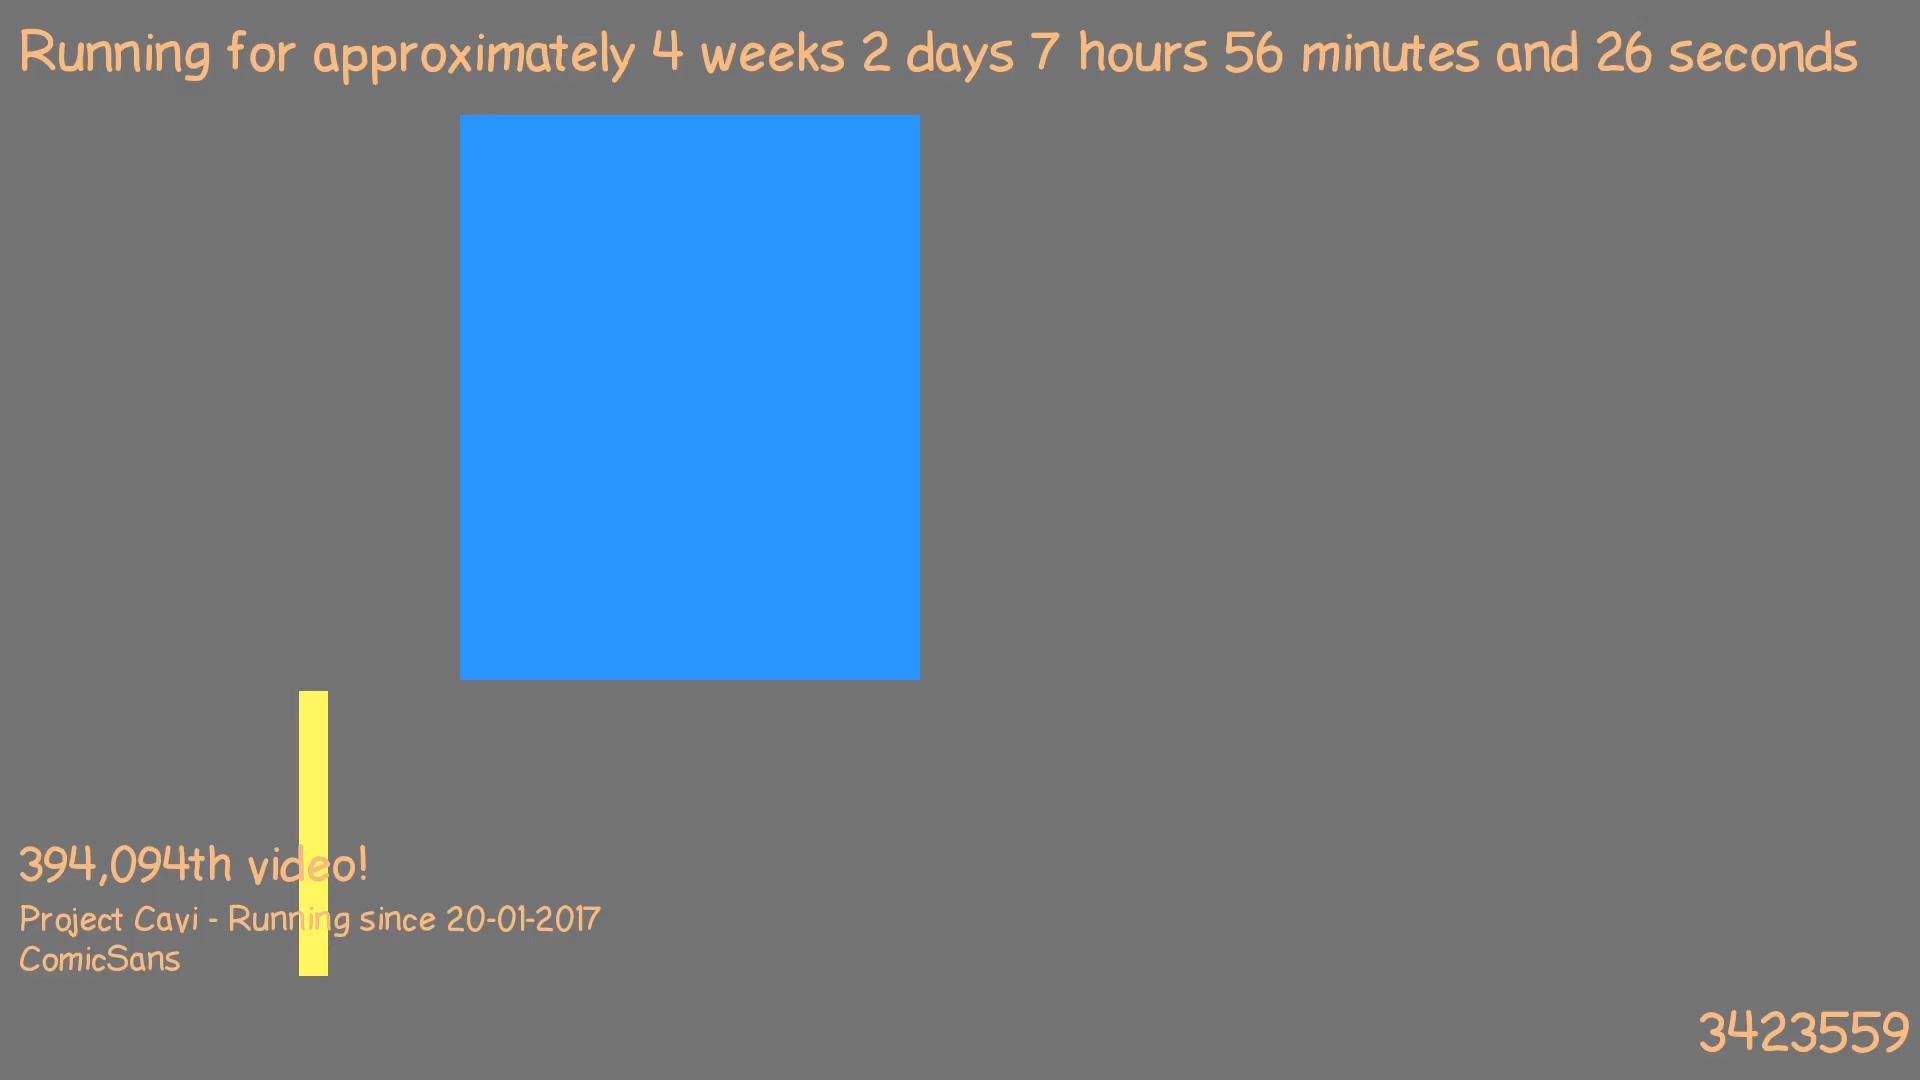 Running for approximately 4 weeks 2 days 7 hours 56 minutes and 26 seconds
394,094th video!
Project Cavi - Running since 20-01-2017
ComicSans
3423559